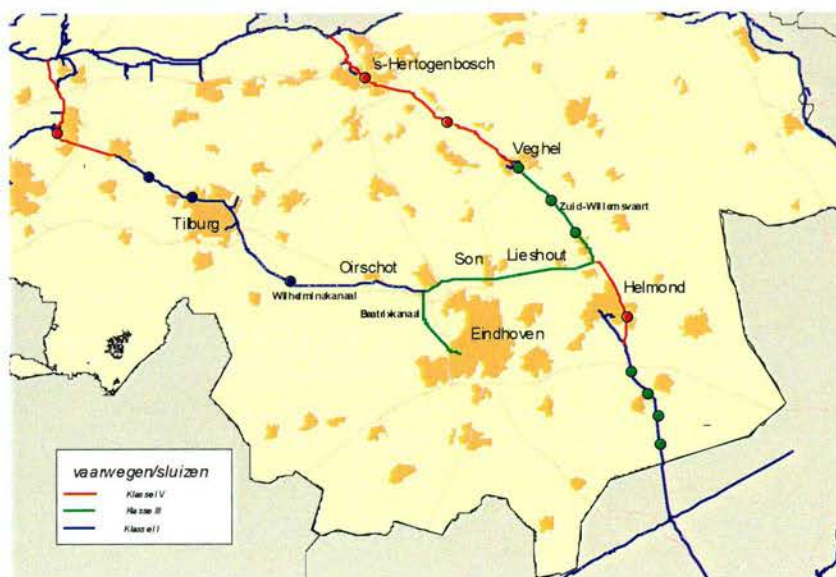 's-Hertogenbosch
Veghel
Zuid-Willemsvaart
Tilburg
Oirschot
Son
Lieshout
Wilhelminakanaal
Helmond
Beatrixkanaal
Eindhoven
vaarwegen/sluizen
Klasse IV
Klasse III
Klasse II